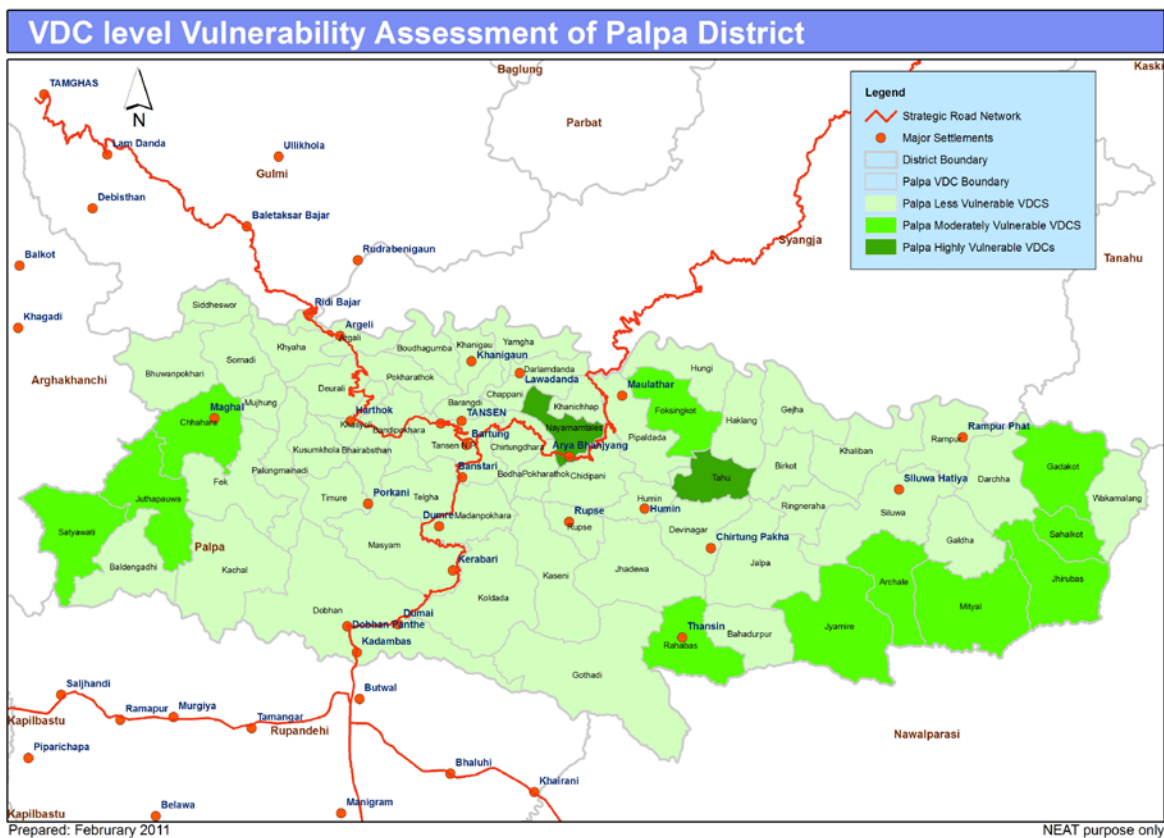 VDC level Vulnerability Assessment of Palpa District
Baglung
Kaski
TAMGHAS
N
Parbat
Legend
Strategic Road Network
Major Settlements
District Boundary
Palpa VDC Boundary
Palpa Less Vulnerable VDCS
Palpa Moderately Vulnerable VDCS
Palpa Highly Vulnerable VDCs
Lam Danda
Ullikhola
Gulmi
Debisthan
Baletaksar Bajar
Syangja
Rudrabenigaun
Tanahu
Balkot
Siddheswor
Ridi Bajar
Khagadi
Argeli
Argali
Khyaha
Boudhagumba
Khanigau
Yamgha
Somadi
Khanigaun
Darlamdanda
Hungi
Bhuwanpokhari
Pokharathok
Lawadanda
Arghakhanchi
Deurali
Chappani
Maulathar
Mujhung
Barangdi
Khanichhap
Foksingkot
Haklang
Gejha
Maghal
Chhahara
Harthok
Khasyoli
TANSEN
Bandipokhara
Nayarnamtales
Bartung
Tansen N.P.
Chirtungdhara
Arya Bhanjyang
Pipaldada
Rampur Phat
Rampur
Kusumkhola
Bhairabsthan
Khaliban
Palungmainadi
Birkot
Gadakot
Fek
Banstari
Bodha Pokharathok
Chidipani
Tahu
Darchha
Telgha
Siluwa Hatiya
Wakamalang
Juthapauwa
Timure
Porkani
Humin
Humin
Ringneraha
Siluwa
Madanpokhara
Dumre
Rupse
Rupse
Satyawati
Devinagar
Sahalkot
Palpa
Masyam
Chirtung Pakha
Galdha
Baldengadhi
Kachal
Kerabari
Kaseni
Jhadewa
Jalpa
Archale
Jhirubas
Koldada
Mityal
Dobhan
Dumai
Dobhan Panthe
Jyamire
Thansin
Bahadurpur
Rahabas
Kadambas
Gothadi
Saljhandi
Butwal
Kapilbastu
Ramapur
Murgiya
Tamangar
Rupandehi
Nawalparasi
Piparichapa
Bhaluhi
Khairani
Kapilbastu
Belawa
Manigram
Prepared: Februrary 2011
NEAT purpose only